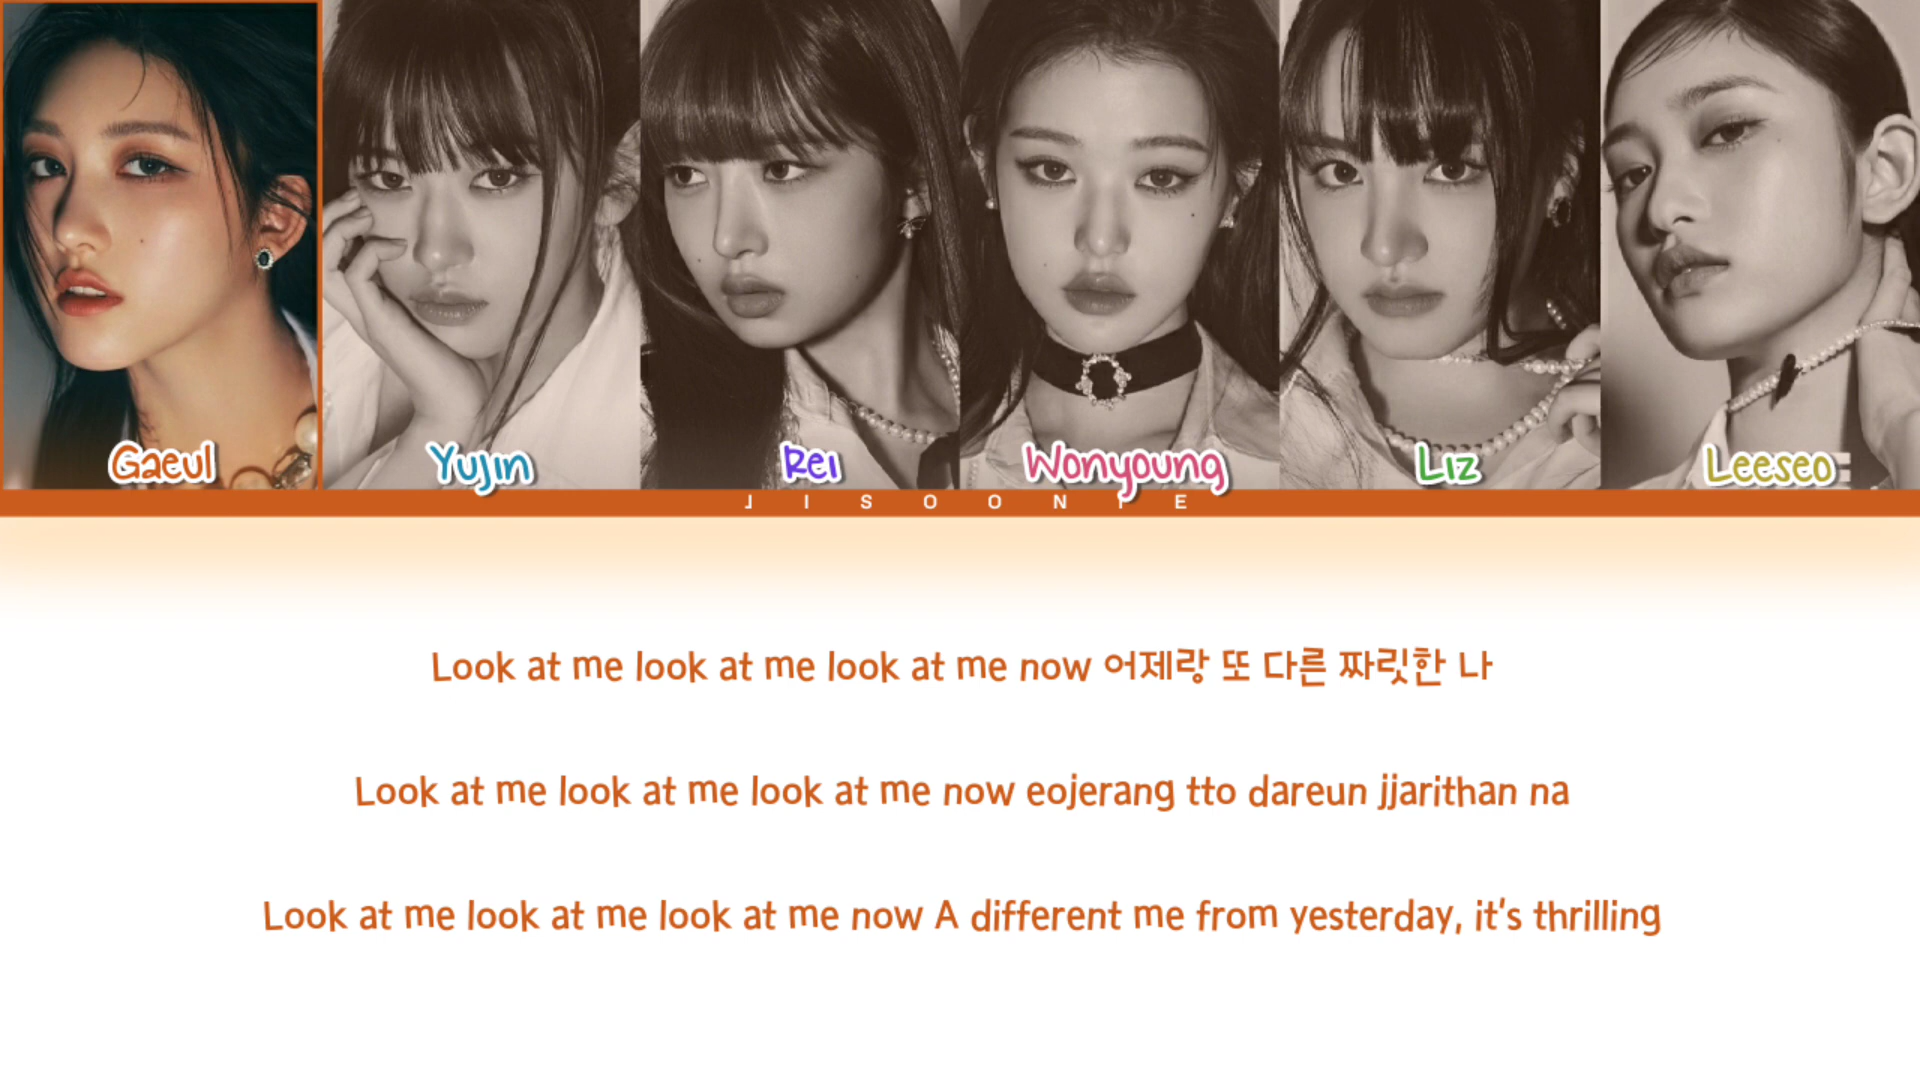 Gaeul Yujin Rei Wonyoung Liz Leeseo
JISOONIE
Look at me look at me look at me now 어제랑 또 다른 짜릿한 나
Look at me look at me look at me now eojerang tto dareun jjarithan na
Look at me look at me look at me now A different me from yesterday, it's thrilling